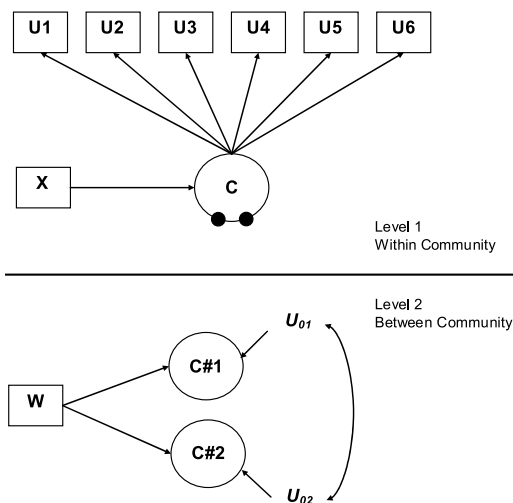 U1 U2 U3 U4 U5 U6
X
C
Level 1
Within Community
Level 2
Between Community
U01
C#1
W
C#2
U02